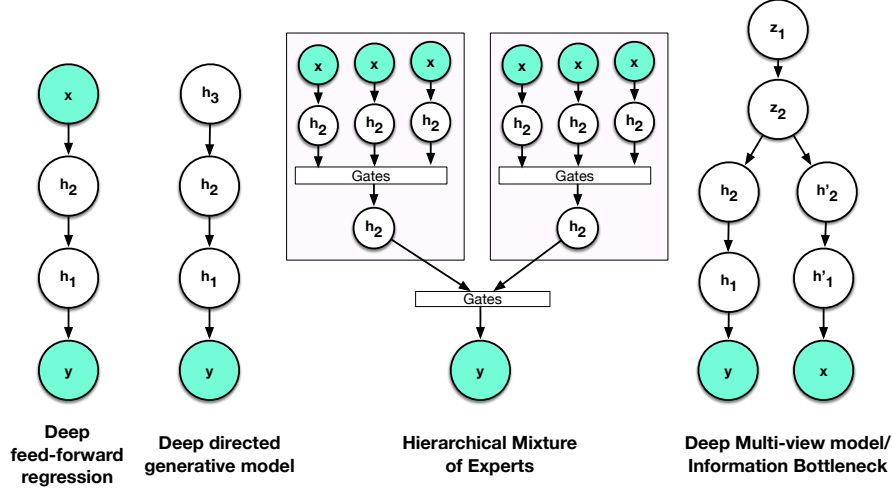 x
h2
h1
y
Deep
feed-forward
regression
h3
h2
h1
y
Deep directed
generative model
x x x
h2 h2 h2
Gates
h2
x x x
h2 h2 h2
Gates
h2
Gates
y
Hierarchical Mixture
of Experts
z1
z2
h2 h'2
h1 h'1
y x
Deep Multi-view model/
Information Bottleneck